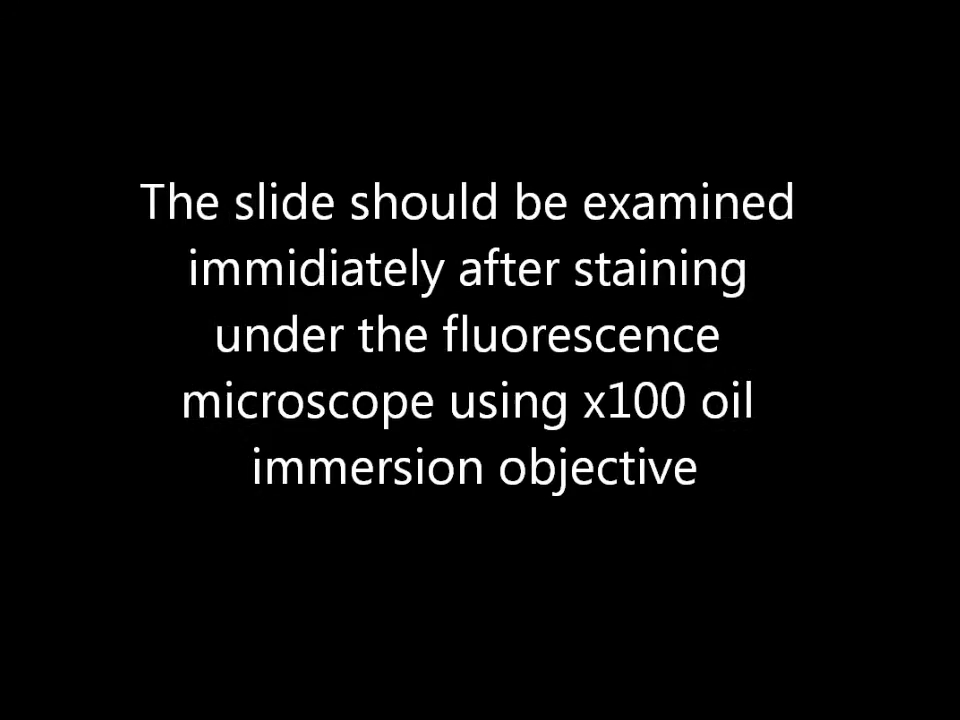 The slide should be examined
immidiately after staining
under the fluorescence
microscope using x100 oil
immersion objective